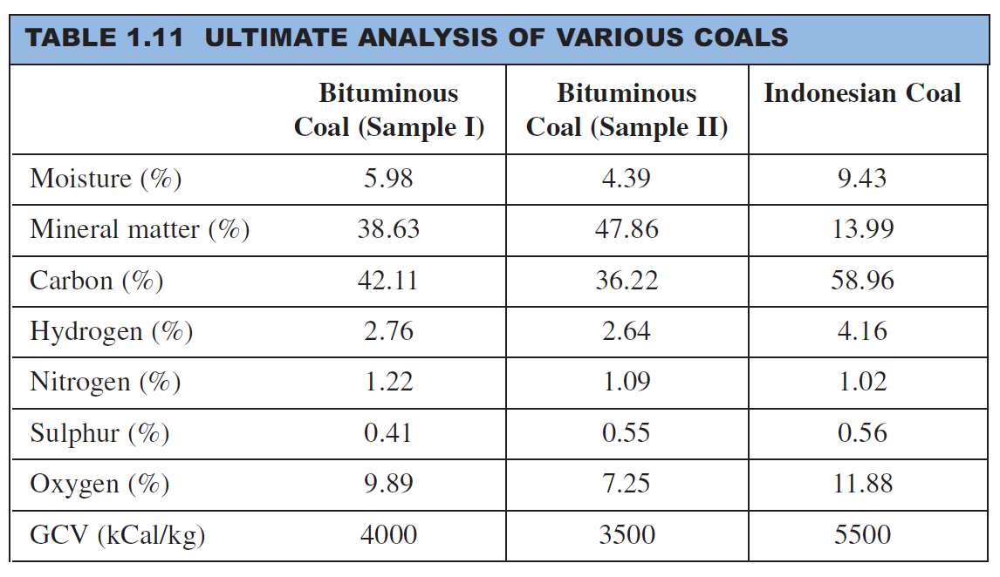 TABLE 1.11 ULTIMATE ANALYSIS OF VARIOUS COALS
Bituminous Coal (Sample I) Bituminous Coal (Sample II) Indonesian Coal
Moisture (%) 5.98 4.39 9.43
Mineral matter (%) 38.63 47.86 13.99
Carbon (%) 42.11 36.22 58.96
Hydrogen (%) 2.76 2.64 4.16
Nitrogen (%) 1.22 1.09 1.02
Sulphur (%) 0.41 0.55 0.56
Oxygen (%) 9.89 7.25 11.88
GCV (kCal/kg) 4000 3500 5500